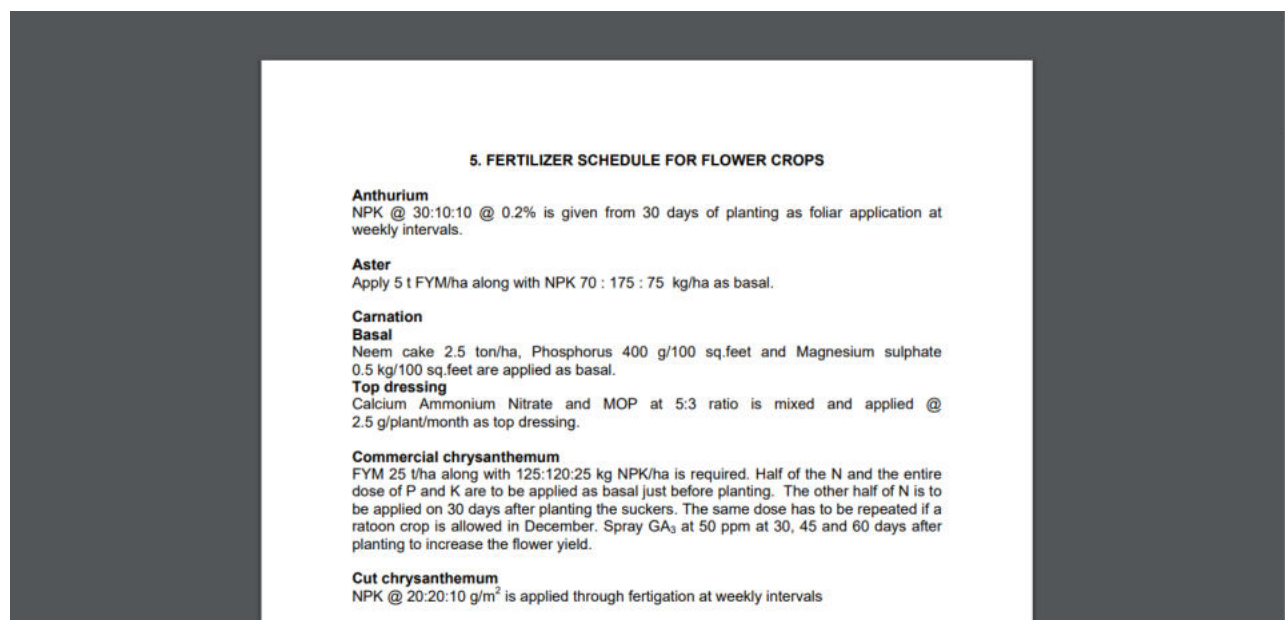 5. FERTILIZER SCHEDULE FOR FLOWER CROPS
Anthurium
NPK @ 30:10:10 @ 0.2% is given from 30 days of planting as foliar application at
weekly intervals.
Aster
Apply 5 t FYM/ha along with NPK 70 : 175 : 75 kg/ha as basal.
Carnation
Basal
Neem cake 2.5 ton/ha, Phosphorus 400 g/100 sq.feet and Magnesium sulphate
0.5 kg/100 sq.feet are applied as basal.
Top dressing
Calcium Ammonium Nitrate and MOP at 5:3 ratio is mixed and applied @
2.5 g/plant/month as top dressing.
Commercial chrysanthemum
FYM 25 t/ha along with 125:120:25 kg NPK/ha is required. Half of the N and the entire
dose of P and K are to be applied as basal just before planting. The other half of N is to
be applied on 30 days after planting the suckers. The same dose has to be repeated if a
ratoon crop is allowed in December. Spray GA₃ at 50 ppm at 30, 45 and 60 days after
planting to increase the flower yield.
Cut chrysanthemum
NPK @ 20:20:10 g/m² is applied through fertigation at weekly intervals